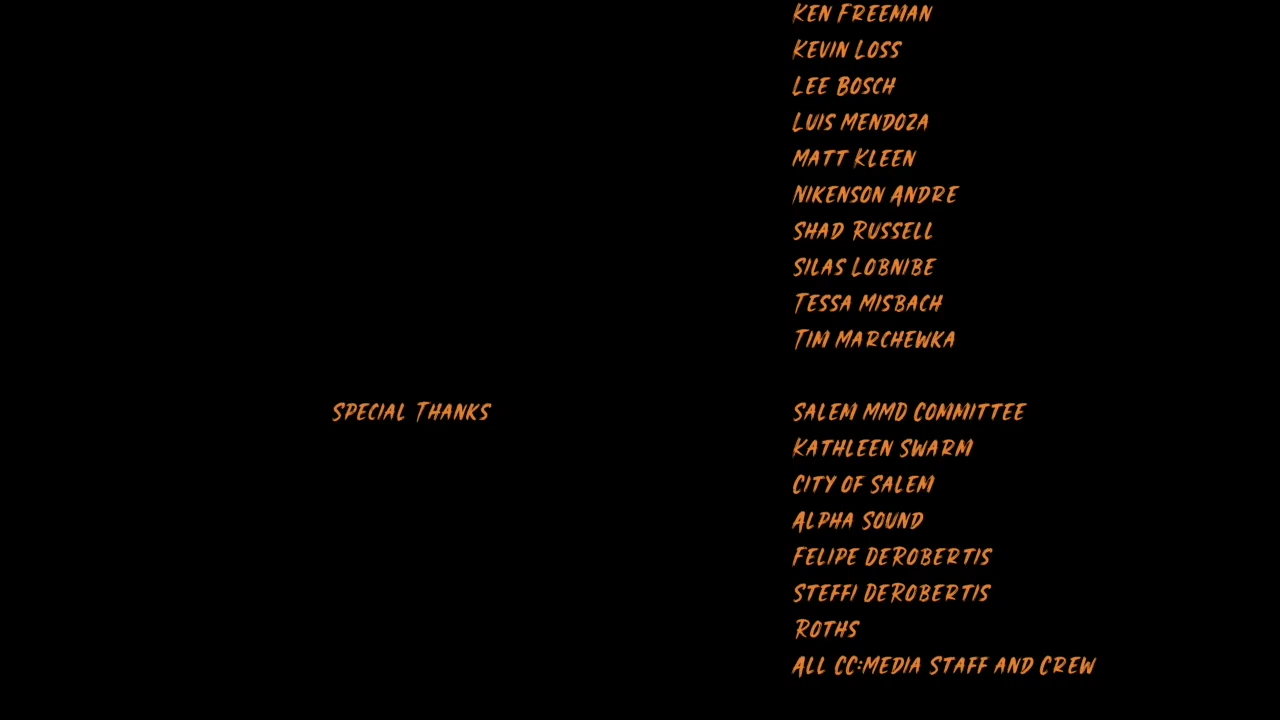 Ken Freeman
Kevin Loss
Lee Bosch
Luis Mendoza
Matt Kleen
Nikenson Andre
Shad Russell
Silas Lobnibe
Tessa Misbach
Tim Marchewka
Special Thanks
Salem MMD Committee
Kathleen Swarm
City of Salem
Alpha Sound
Felipe DeRobertis
Steffi DeRobertis
Roths
All CC:Media Staff and Crew